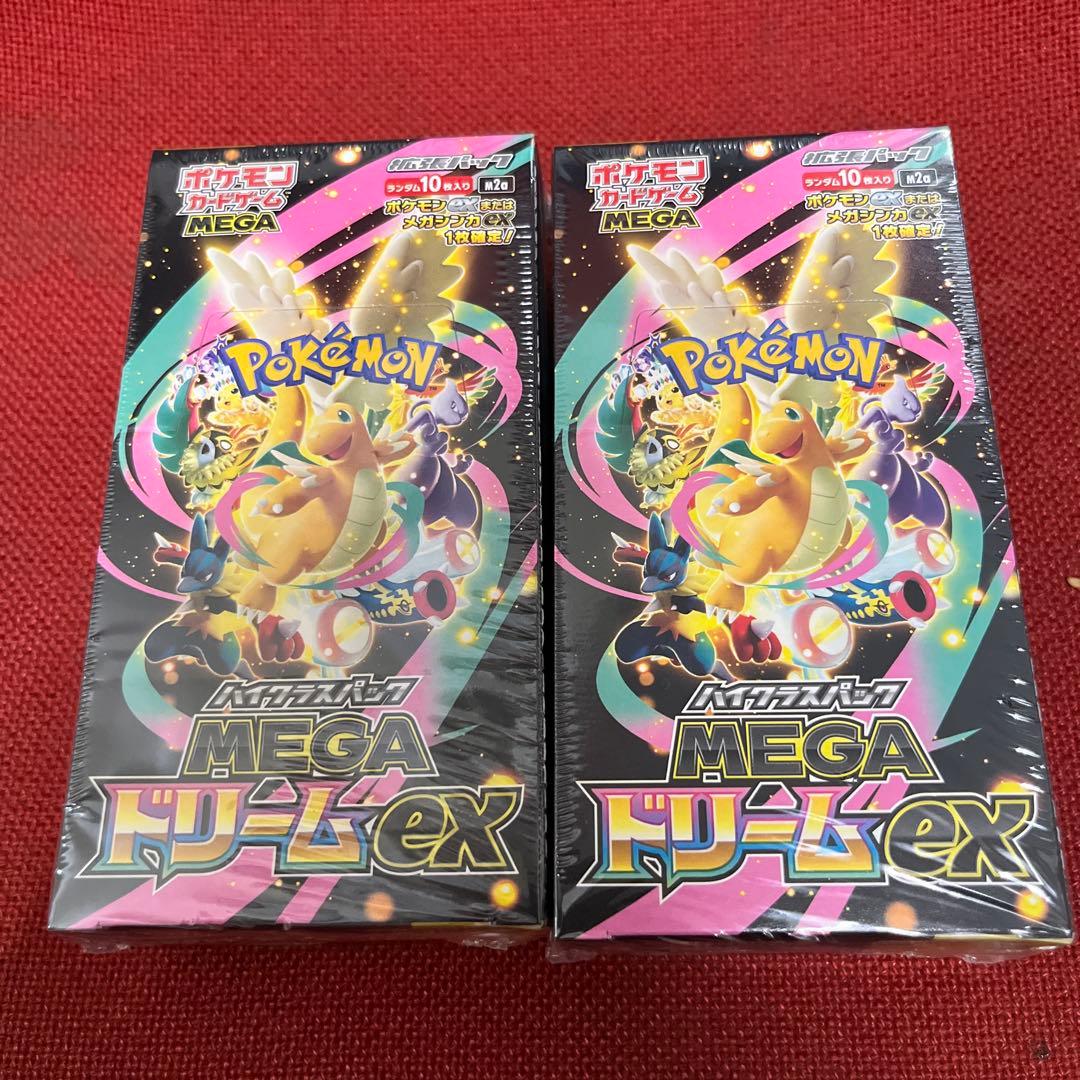 ポケモン
カードゲーム
MEGA
拡張パック
ランダム10枚入り M2a
ポケモンexまたは
メガシンカex
1枚確定!
POKéMON
TM
ハイクラスパック
MEGA
ドリームex
ポケモン
カードゲーム
MEGA
拡張パック
ランダム10枚入り M2a
ポケモンexまたは
メガシンカex
1枚確定!
POKéMON
TM
ハイクラスパック
MEGA
ドリームex